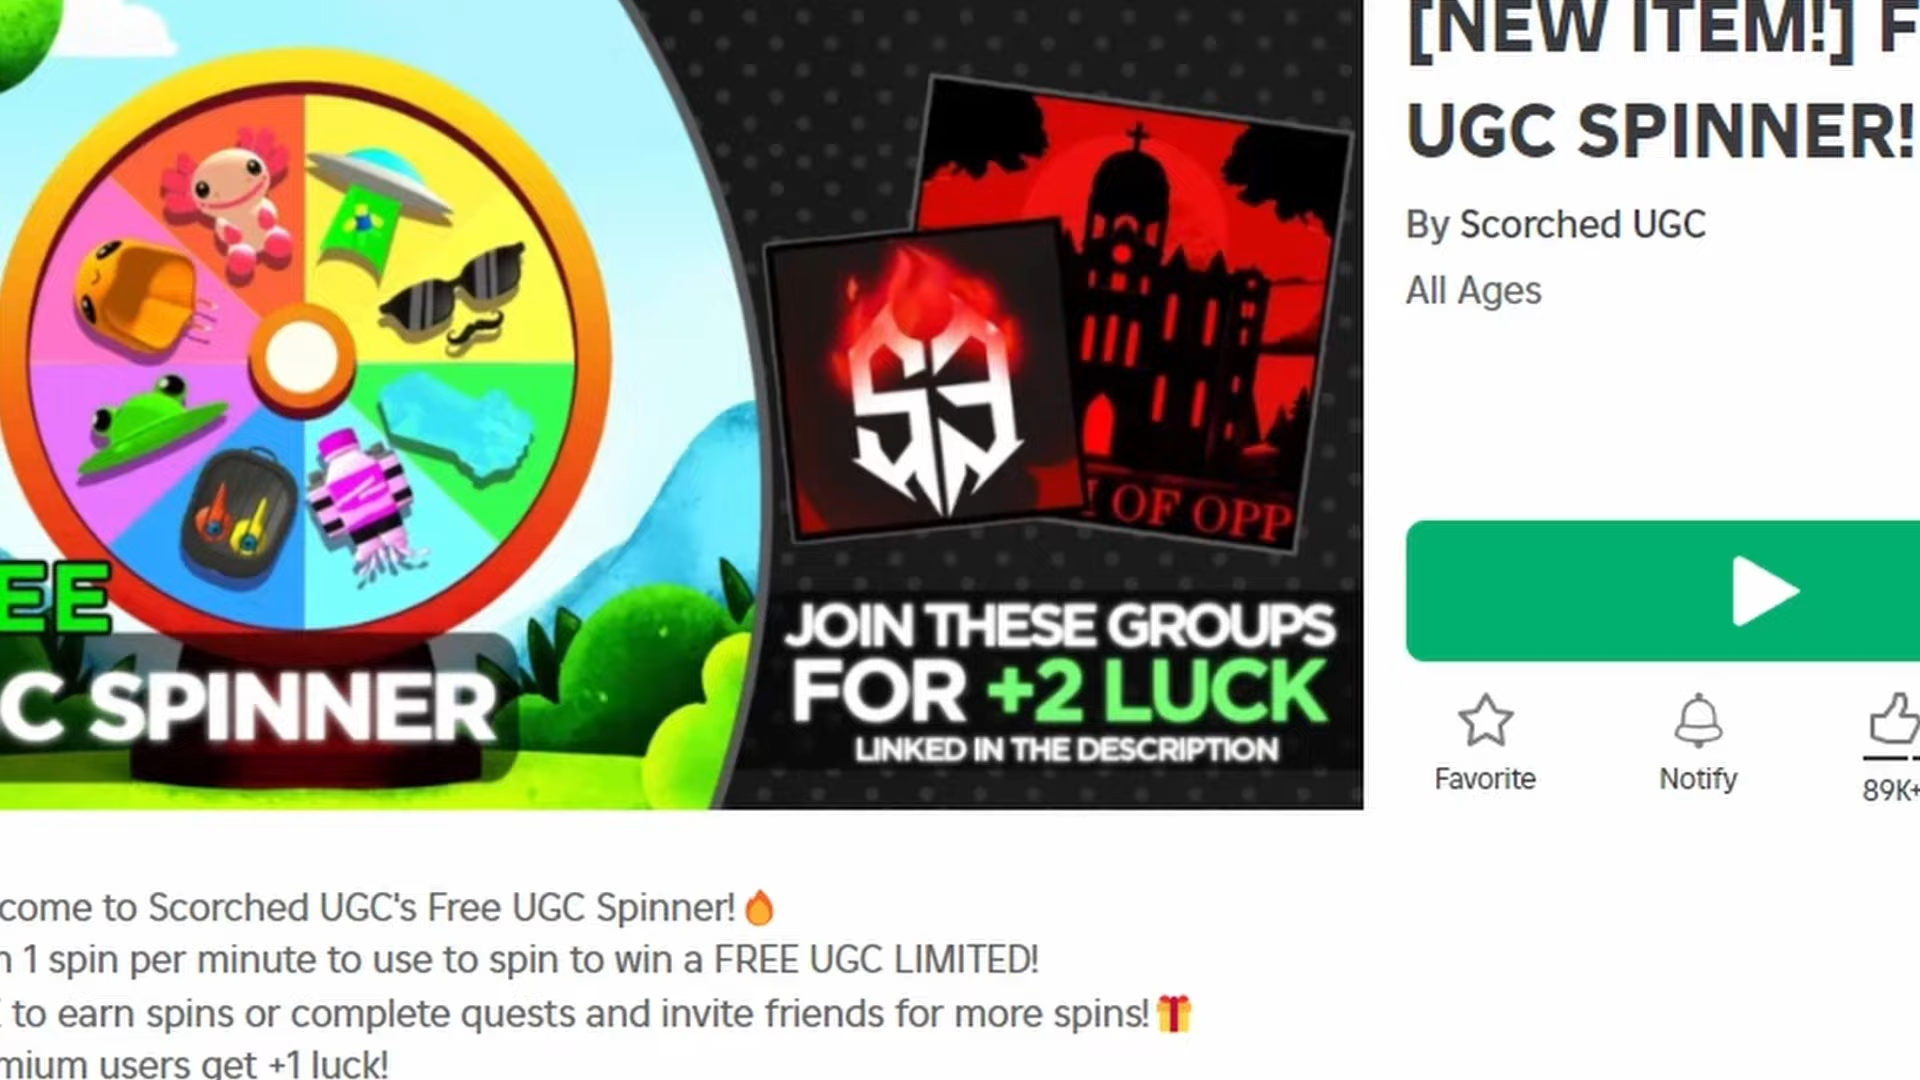 [NEW ITEM!] F
UGC SPINNER!
By Scorched UGC
All Ages
OF OPP
EE
C SPINNER
JOIN THESE GROUPS
FOR +2 LUCK
LINKED IN THE DESCRIPTION
Favorite
Notify
89K+
come to Scorched UGC's Free UGC Spinner!🔥
n 1 spin per minute to use to spin to win a FREE UGC LIMITED!
to earn spins or complete quests and invite friends for more spins!🎁
mium users get +1 luck!